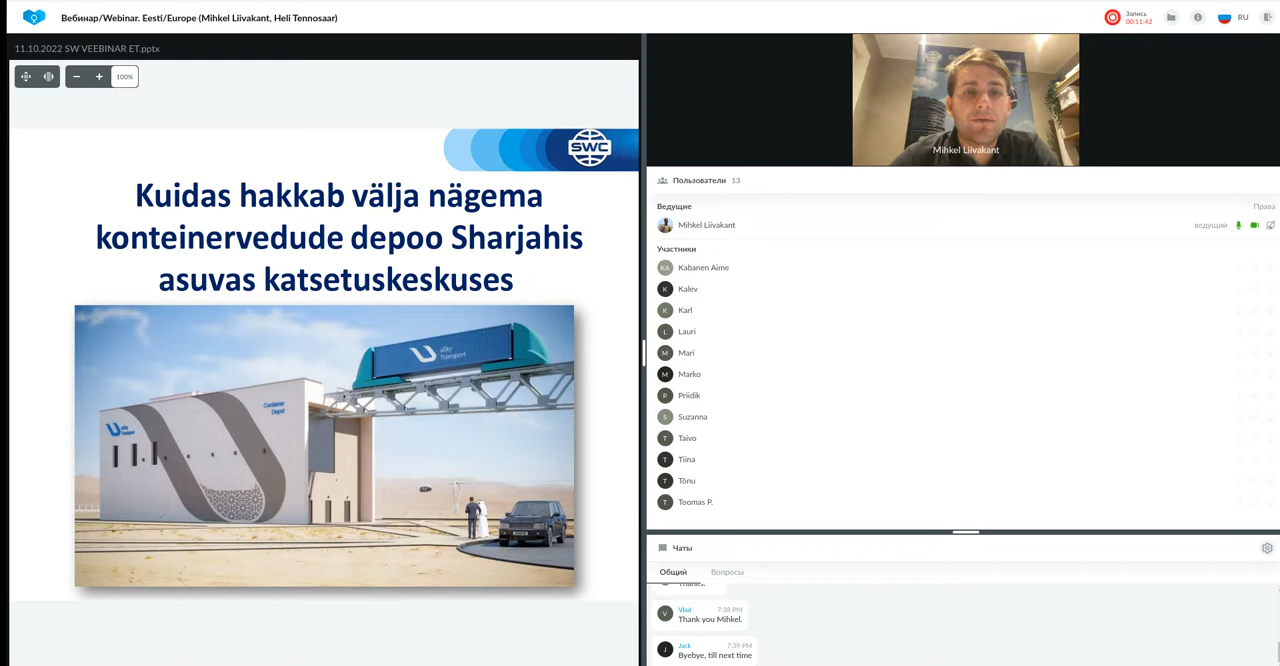 Вебинар/Webinar. Eesti/Europe (Mihkel Liivakant, Heli Tennosaar)
Запись
00:11:42
RU
11.10.2022 SW VEEBINAR ET.pptx
100%
SWC
Kuidas hakkab välja nägema
konteinervedude depoo Sharjahis
asuvas katsetuskeskuses
uSky
Transport
Container
Depot
uSky
Transport
Mihkel Liivakant
Пользователи 13
Ведущие
Права
Mihkel Liivakant
ведущий
Участники
KA Kabanen Aime
K Kalev
K Karl
L Lauri
M Mari
M Marko
P Priidik
S Suzanna
T Taivo
T Tiina
T Tõnu
T Toomas P.
Чаты
Общий
Вопросы
Thanks.
V Vlad 7:38 PM
Thank you Mihkel.
J Jack 7:39 PM
Byebye, till next time